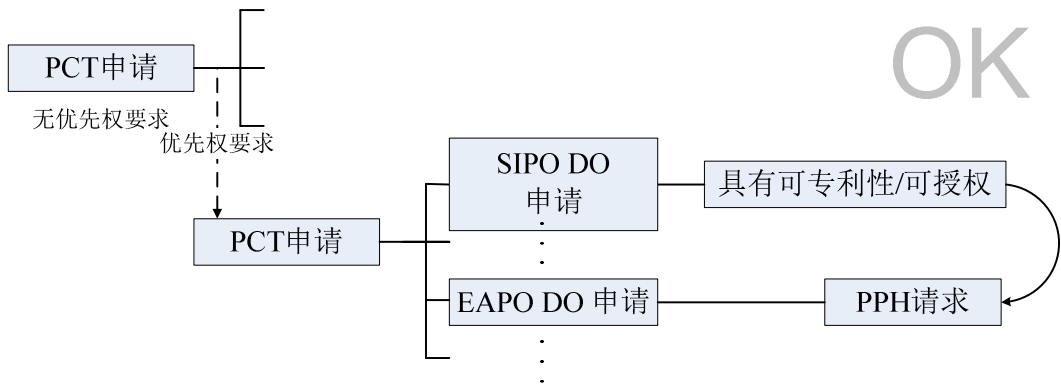 OK
PCT申请
无优先权要求
优先权要求
SIPO DO
申请
具有可专利性/可授权
PCT申请
EAPO DO 申请
PPH请求